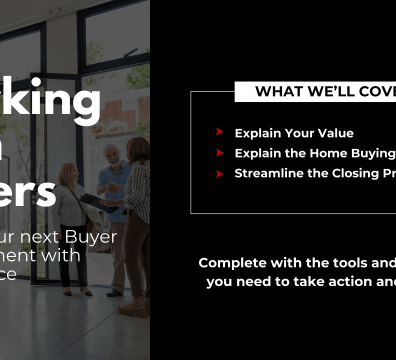 king
ers
ur next Buyer
ment with
ce
WHAT WE'LL COVE
Explain Your Value
Explain the Home Buying
Streamline the Closing Pr
Complete with the tools and
you need to take action and